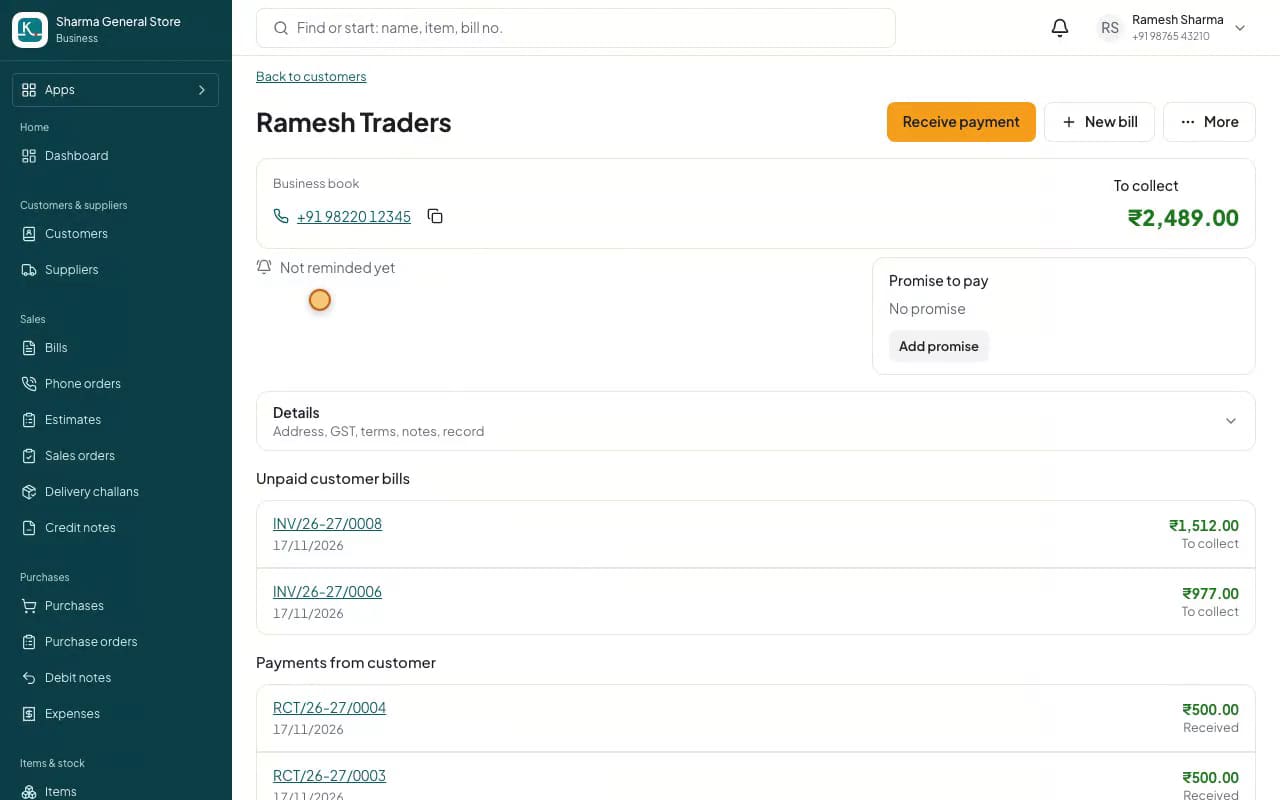 Sharma General Store
Business
Find or start: name, item, bill no.
RS
Ramesh Sharma
+91 98765 43210
Apps
Home
Dashboard
Customers & suppliers
Customers
Suppliers
Sales
Bills
Phone orders
Estimates
Sales orders
Delivery challans
Credit notes
Purchases
Purchases
Purchase orders
Debit notes
Expenses
Items & stock
Items
Back to customers
Ramesh Traders
Receive payment
New bill
More
Business book
+91 98220 12345
To collect
₹2,489.00
Not reminded yet
Promise to pay
No promise
Add promise
Details
Address, GST, terms, notes, record
Unpaid customer bills
INV/26-27/0008
₹1,512.00
17/11/2026
To collect
INV/26-27/0006
₹977.00
17/11/2026
To collect
Payments from customer
RCT/26-27/0004
₹500.00
17/11/2026
Received
RCT/26-27/0003
₹500.00
17/11/2026
Received